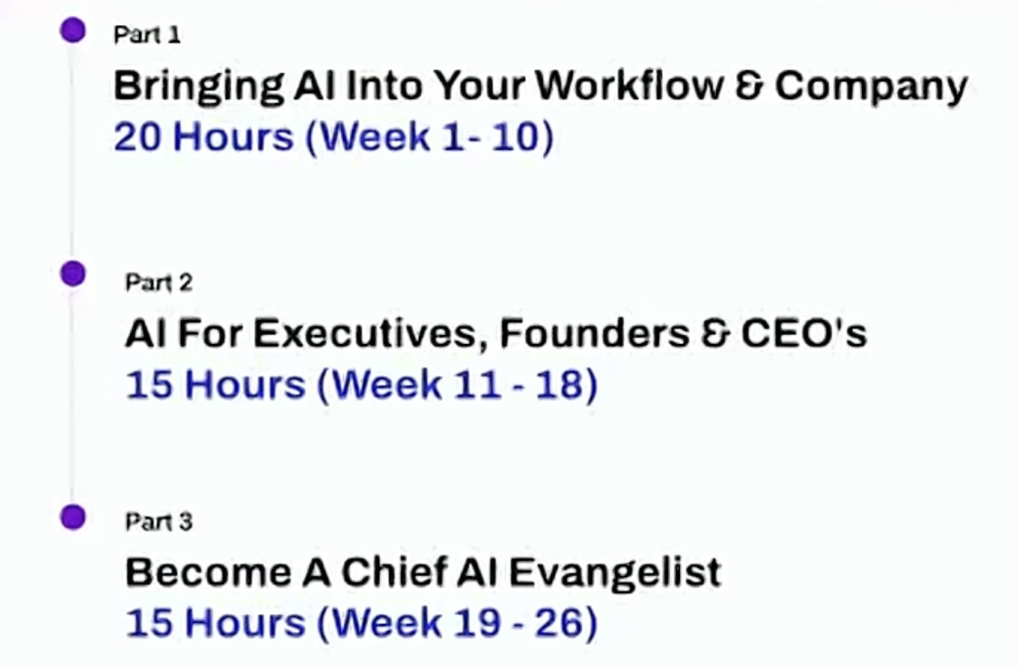 Part 1
Bringing AI Into Your Workflow & Company
20 Hours (Week 1- 10)
Part 2
AI For Executives, Founders & CEO's
15 Hours (Week 11 - 18)
Part 3
Become A Chief AI Evangelist
15 Hours (Week 19 - 26)